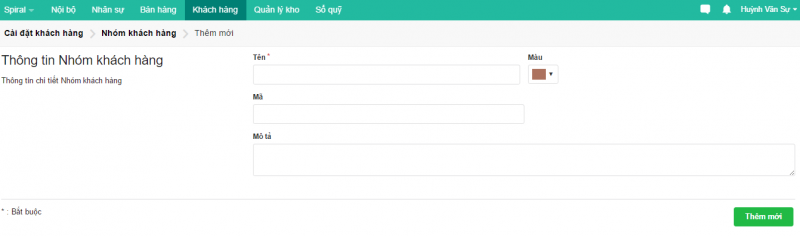 Spiral Nội bộ Nhân sự Bán hàng Khách hàng Quản lý kho Sổ quỹ Huỳnh Văn Sự
Cài đặt khách hàng Nhóm khách hàng Thêm mới
Thông tin Nhóm khách hàng
Thông tin chi tiết Nhóm khách hàng
Tên * Màu
Mã
Mô tả
* : Bắt buộc
Thêm mới